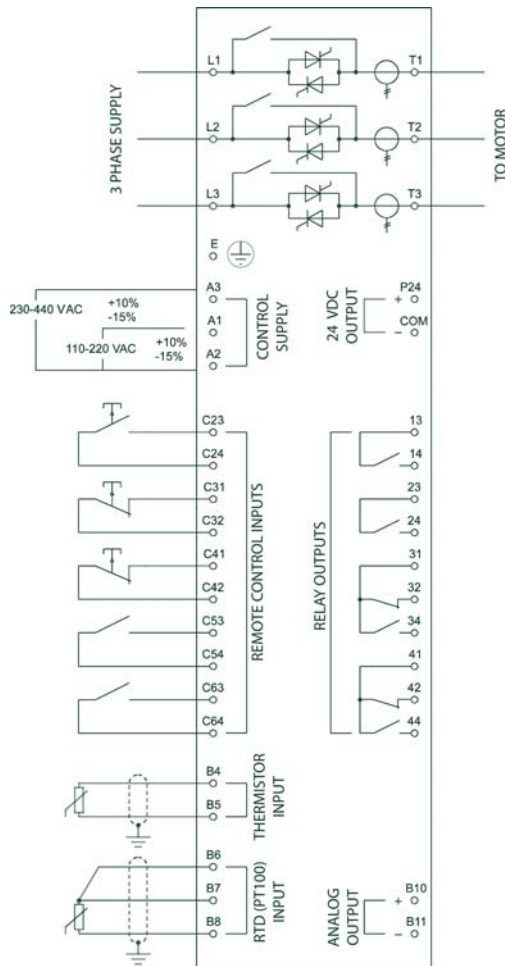 L1
T1
L2
T2
L3
T3
3 PHASE SUPPLY
TO MOTOR
E
A3
230-440 VAC
+10%
-15%
A1
110-220 VAC
+10%
-15%
A2
CONTROL
SUPPLY
P24
+
24 VDC
OUTPUT
COM
-
C23
C24
C31
C32
C41
C42
C53
C54
C63
C64
REMOTE CONTROL INPUTS
13
14
23
24
31
32
34
41
42
44
RELAY OUTPUTS
B4
B5
THERMISTOR
INPUT
B6
B7
B8
RTD (PT100)
INPUT
ANALOG
OUTPUT
+
B10
-
B11